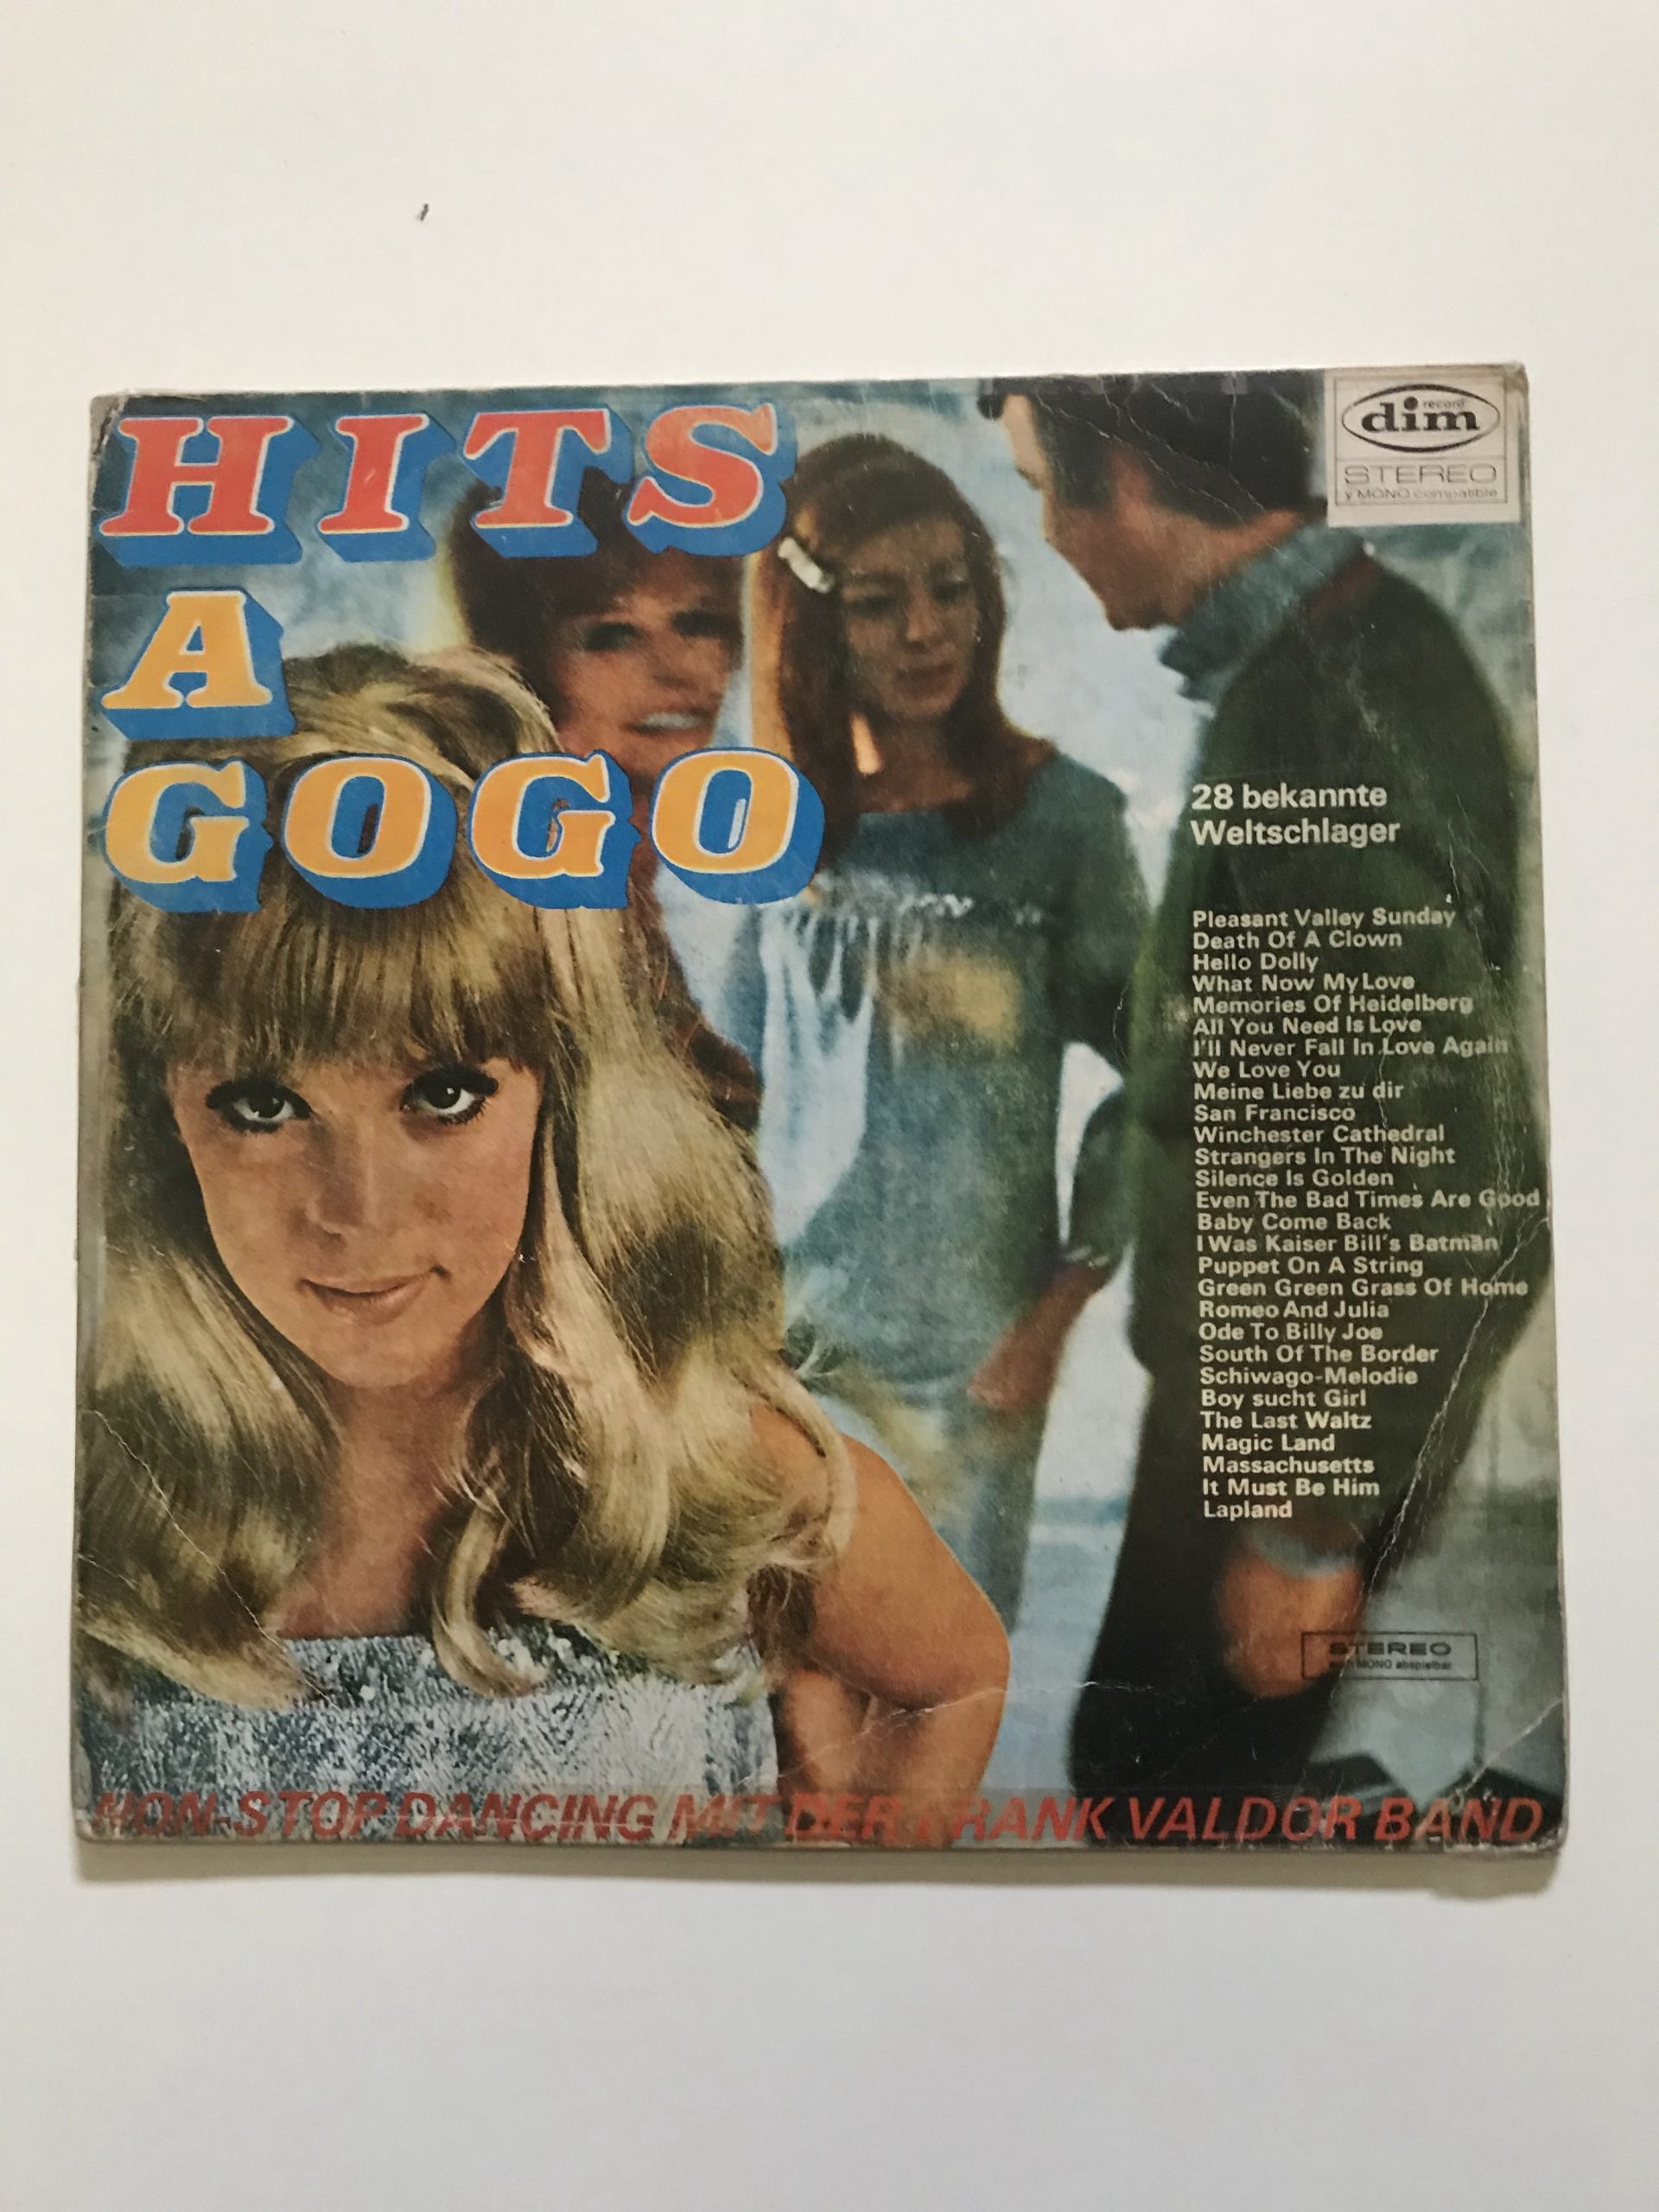 HITS
A
GOGO
record
dim
STEREO
y MONO compatible
28 bekannte
Weltschlager
Pleasant Valley Sunday
Death Of A Clown
Hello Dolly
What Now My Love
Memories Of Heidelberg
All You Need Is Love
I'll Never Fall In Love Again
We Love You
Meine Liebe zu dir
San Francisco
Winchester Cathedral
Strangers In The Night
Silence Is Golden
Even The Bad Times Are Good
Baby Come Back
I Was Kaiser Bill's Batman
Puppet On A String
Green Green Grass Of Home
Romeo And Julia
Ode To Billy Joe
South Of The Border
Schiwago-Melodie
Boy sucht Girl
The Last Waltz
Magic Land
Massachusetts
It Must Be Him
Lapland
STEREO
auch MONO abspielbar
NON-STOP DANCING MIT DER FRANK VALDOR BAND